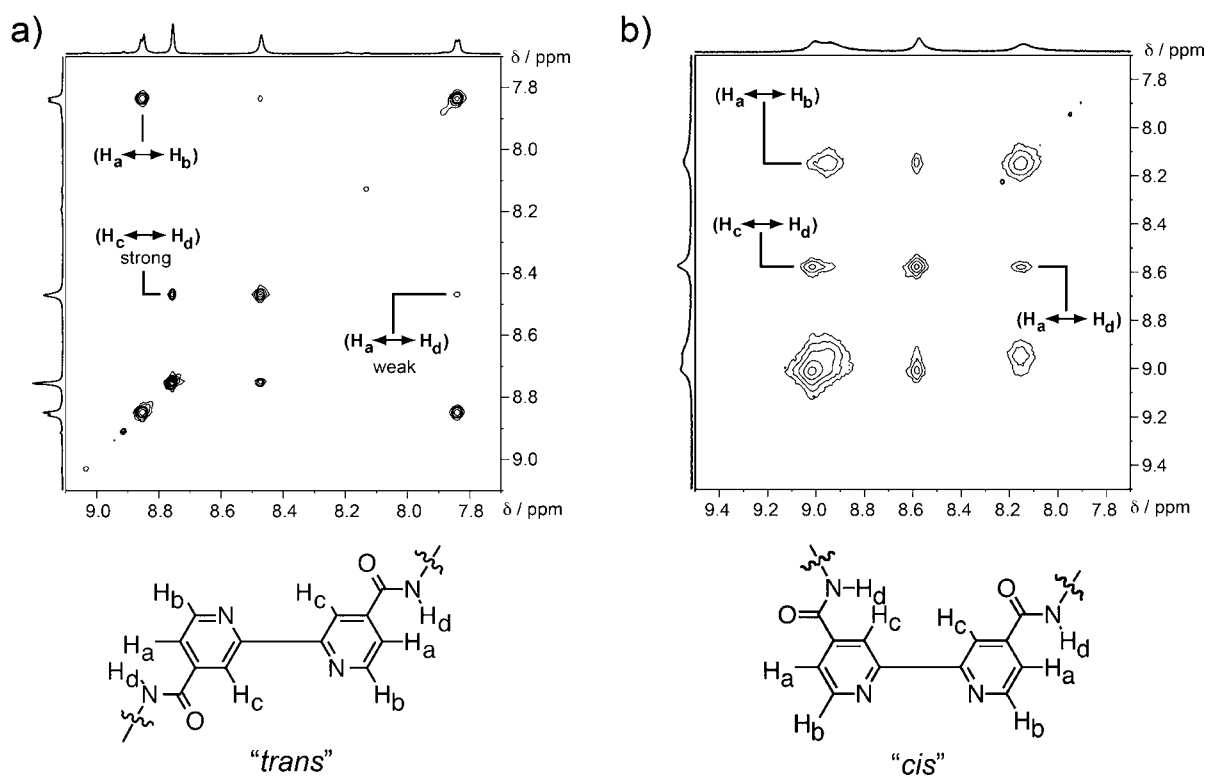 a)
δ / ppm
7.8
8.0
8.2
8.4
8.6
8.8
9.0
(Ha↔Hb)
(Hc↔Hd)
strong
(Ha↔Hd)
weak
9.0 8.8 8.6 8.4 8.2 8.0 7.8 δ / ppm
b)
δ / ppm
7.8
8.0
8.2
8.4
8.6
8.8
9.0
9.2
9.4
(Ha↔Hb)
(Hc↔Hd)
(Ha↔Hd)
9.4 9.2 9.0 8.8 8.6 8.4 8.2 8.0 7.8 δ / ppm
O
N
H
d
Hb
N
Hc
Ha
N
Ha
H
d
N
O
Hc
Hb
"trans"
N
H
d
O
Hc
Hc
O
N
H
d
Ha
N
N
Ha
Hb
Hb
"cis"